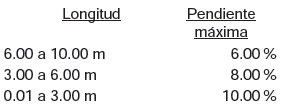 Longitud Pendiente
máxima
6.00 a 10.00 m 6.00 %
3.00 a 6.00 m 8.00 %
0.01 a 3.00 m 10.00 %